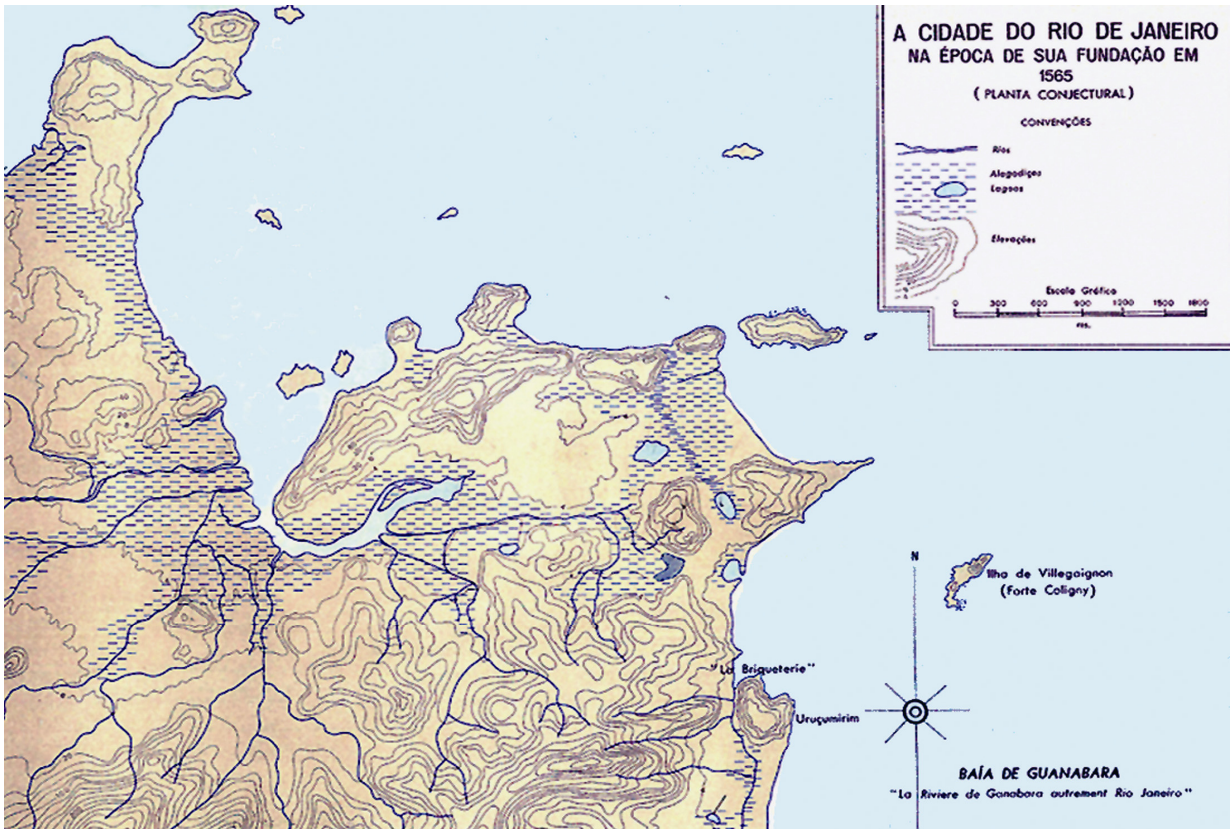 A CIDADE DO RIO DE JANEIRO
NA ÉPOCA DE SUA FUNDAÇÃO EM
1565
(PLANTA CONJECTURAL)
CONVENÇÕES
Rios
Alagadiços
Lagoas
Elevações
Escala Gráfica
0 300 600 900 1200 1500 1800
ms.
N
Ilha de Villegaignon
(Forte Coligny)
"La Briqueterie"
Uruçumirim
BAÍA DE GUANABARA
"La Riviere de Ganabara autrement Rio Janeiro"